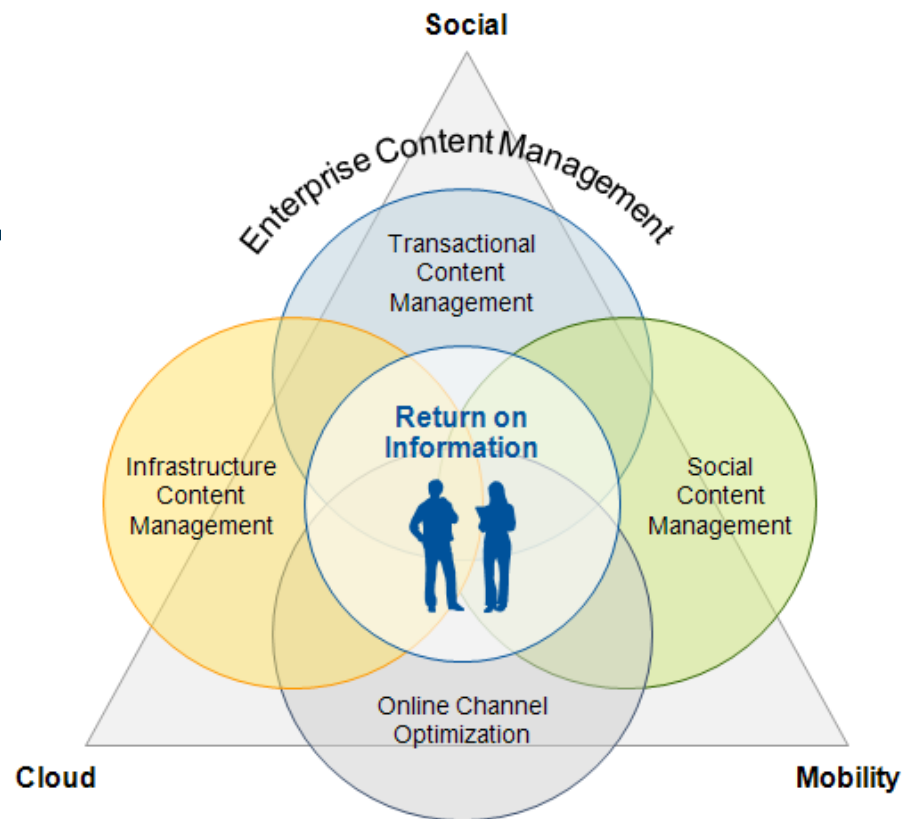 Social
Enterprise Content Management
Transactional
Content
Management
Return on
Information
Infrastructure
Content
Management
Social
Content
Management
Online Channel
Optimization
Cloud
Mobility